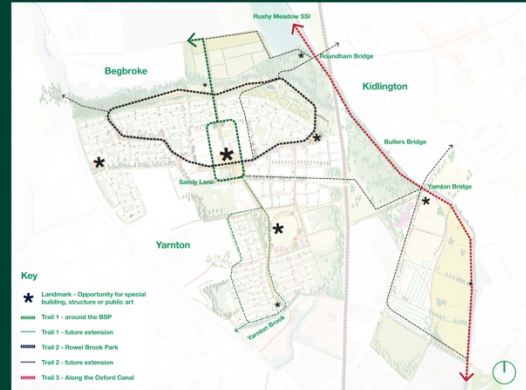 Rushy Meadow SSI
Roundham Bridge
Begbroke
Kidlington
Bullers Bridge
Sandy Lane
Yarnton Bridge
Yarnton
Yarnton Brook
Key
Landmark - Opportunity for special
building, structure or public art
Trail 1 - around the BSP
Trail 1 - future extension
Trail 2 - Rowel Brook Park
Trail 2 - future extension
Trail 3 - Along the Oxford Canal